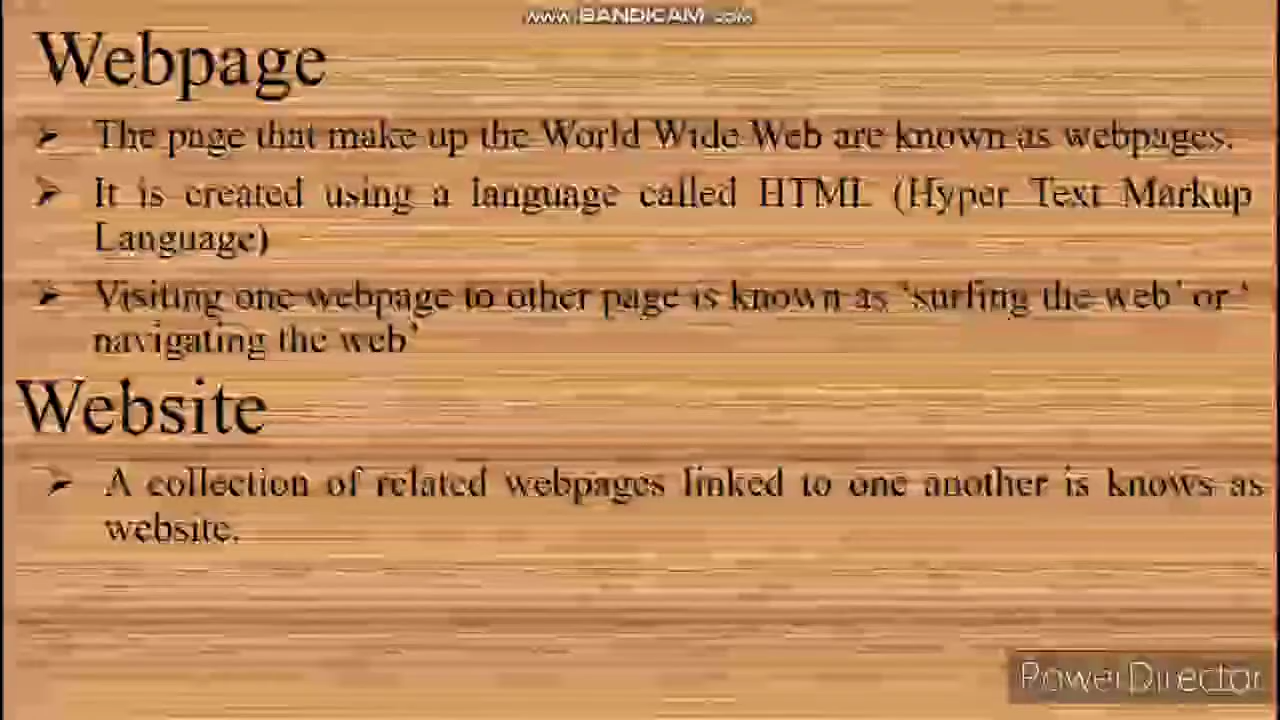 www.BANDICAM.com
Webpage
➢ The page that make up the World Wide Web are known as webpages.
➢ It is created using a language called HTML (Hyper Text Markup
Language)
➢ Visiting one webpage to other page is known as ‘surfing the web’ or ‘
navigating the web’
Website
➢ A collection of related webpages linked to one another is knows as
website.
PowerDirector